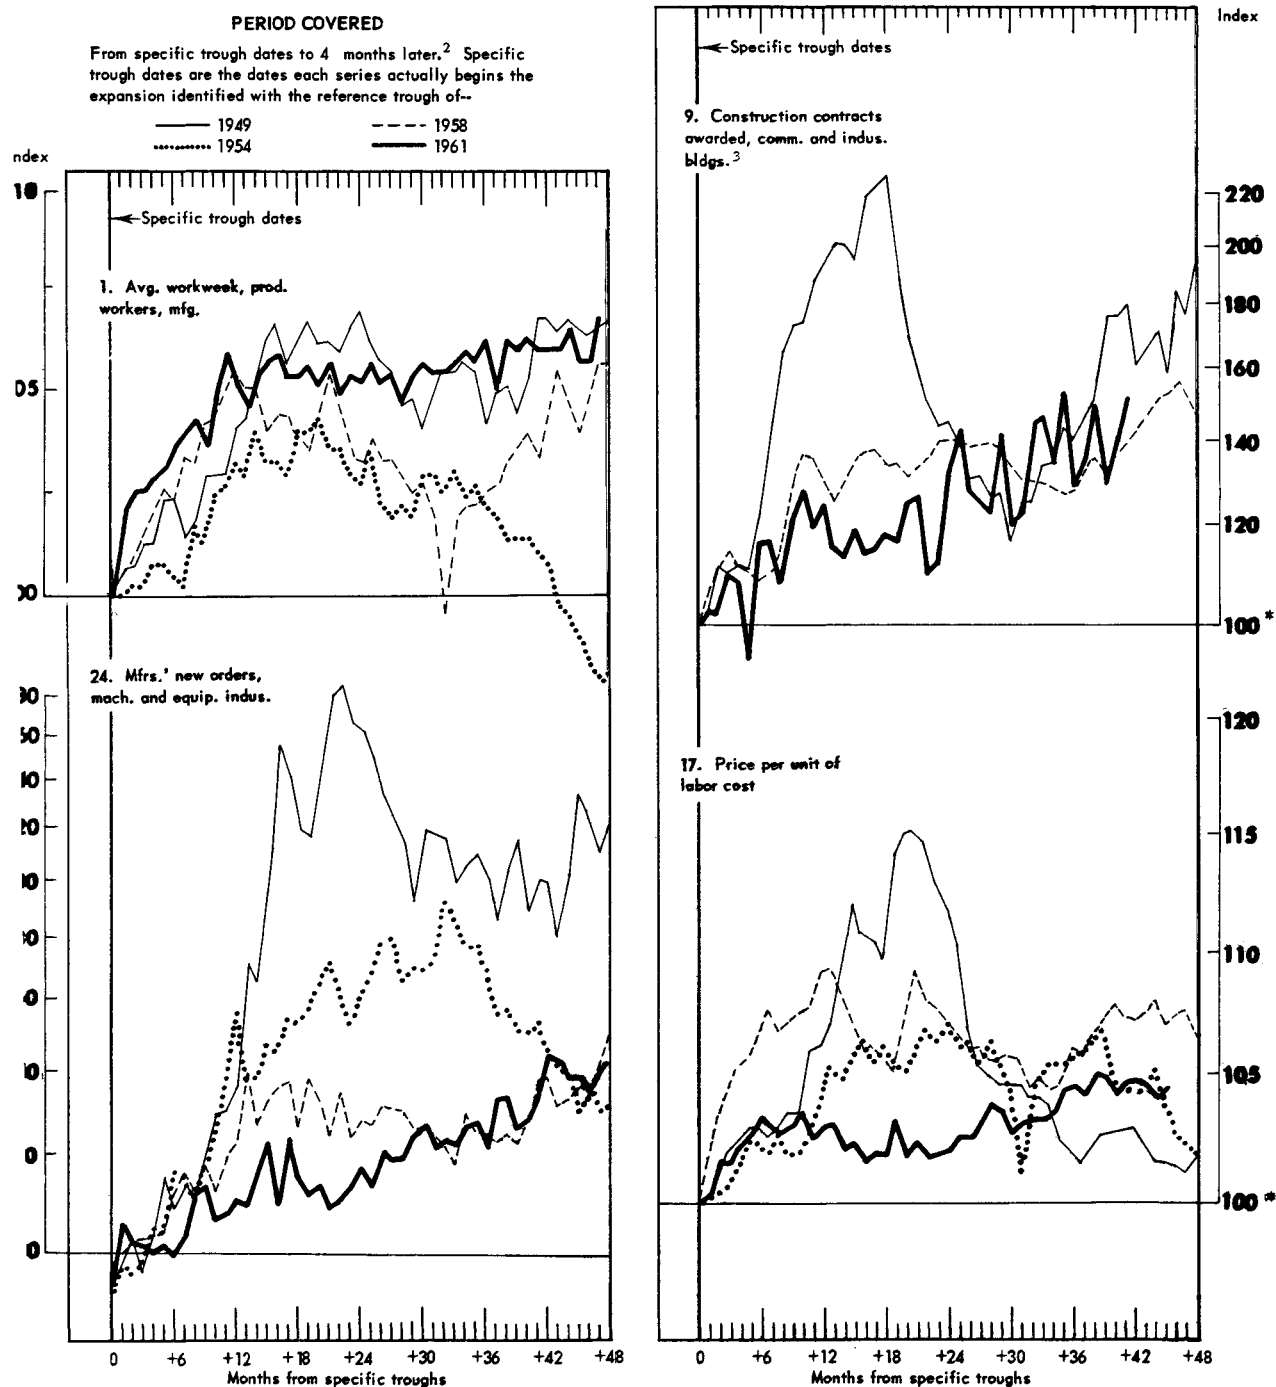 PERIOD COVERED
From specific trough dates to 4 months later.2 Specific
trough dates are the dates each series actually begins the
expansion identified with the reference trough of--
1949
1958
1954
1961
ndex
Specific trough dates
1. Avg. workweek, prod.
workers, mfg.
24. Mfrs.' new orders,
mach. and equip. indus.
0 +6 +12 +18 +24 +30 +36 +42 +48
Months from specific troughs
Index
Specific trough dates
9. Construction contracts
awarded, comm. and indus.
bldgs.3
220
200
180
160
140
120
100*
17. Price per unit of
labor cost
120
115
110
105
100*
0 +6 +12 +18 +24 +30 +36 +42 +48
Months from specific troughs